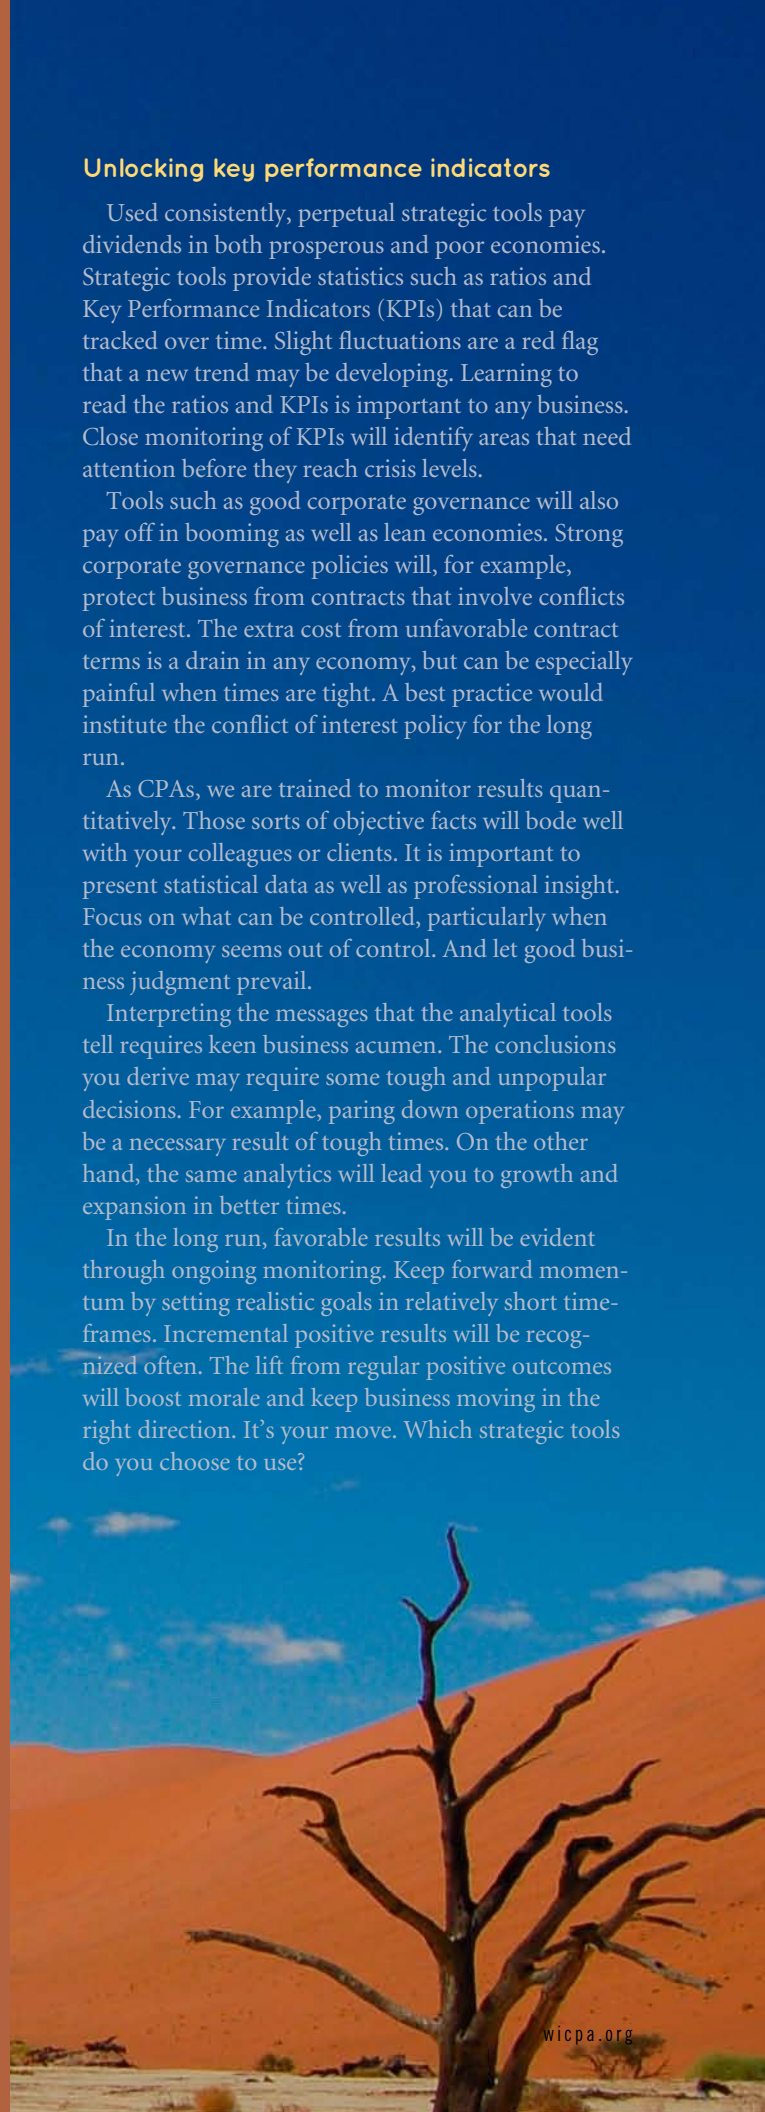 Unlocking key performance indicators
Used consistently, perpetual strategic tools pay
dividends in both prosperous and poor economies.
Strategic tools provide statistics such as ratios and
Key Performance Indicators (KPIs) that can be
tracked over time. Slight fluctuations are a red flag
that a new trend may be developing. Learning to
read the ratios and KPIs is important to any business.
Close monitoring of KPIs will identify areas that need
attention before they reach crisis levels.
Tools such as good corporate governance will also
pay off in booming as well as lean economies. Strong
corporate governance policies will, for example,
protect business from contracts that involve conflicts
of interest. The extra cost from unfavorable contract
terms is a drain in any economy, but can be especially
painful when times are tight. A best practice would
institute the conflict of interest policy for the long
run.
As CPAs, we are trained to monitor results quan-
titatively. Those sorts of objective facts will bode well
with your colleagues or clients. It is important to
present statistical data as well as professional insight.
Focus on what can be controlled, particularly when
the economy seems out of control. And let good busi-
ness judgment prevail.
Interpreting the messages that the analytical tools
tell requires keen business acumen. The conclusions
you derive may require some tough and unpopular
decisions. For example, paring down operations may
be a necessary result of tough times. On the other
hand, the same analytics will lead you to growth and
expansion in better times.
In the long run, favorable results will be evident
through ongoing monitoring. Keep forward momen-
tum by setting realistic goals in relatively short time-
frames. Incremental positive results will be recog-
nized often. The lift from regular positive outcomes
will boost morale and keep business moving in the
right direction. It’s your move. Which strategic tools
do you choose to use?
wicpa.org